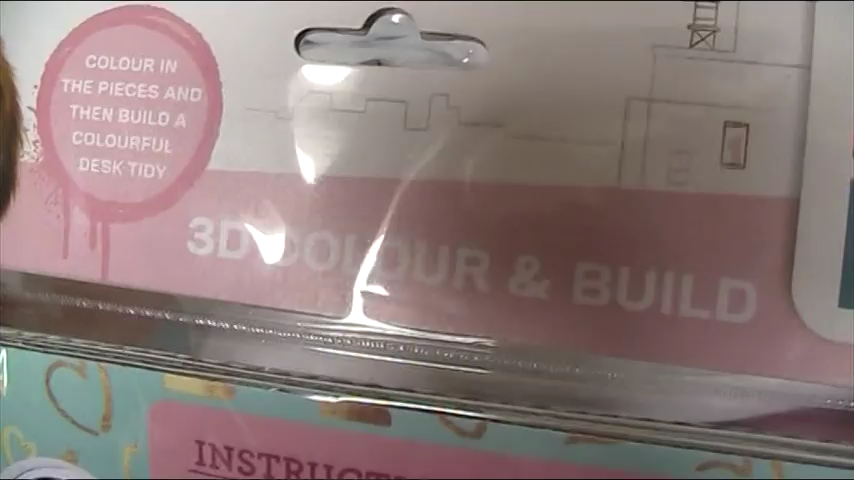 COLOUR IN
THE PIECES AND
THEN BUILD A
COLOURFUL
DESK TIDY
3D COLOUR & BUILD